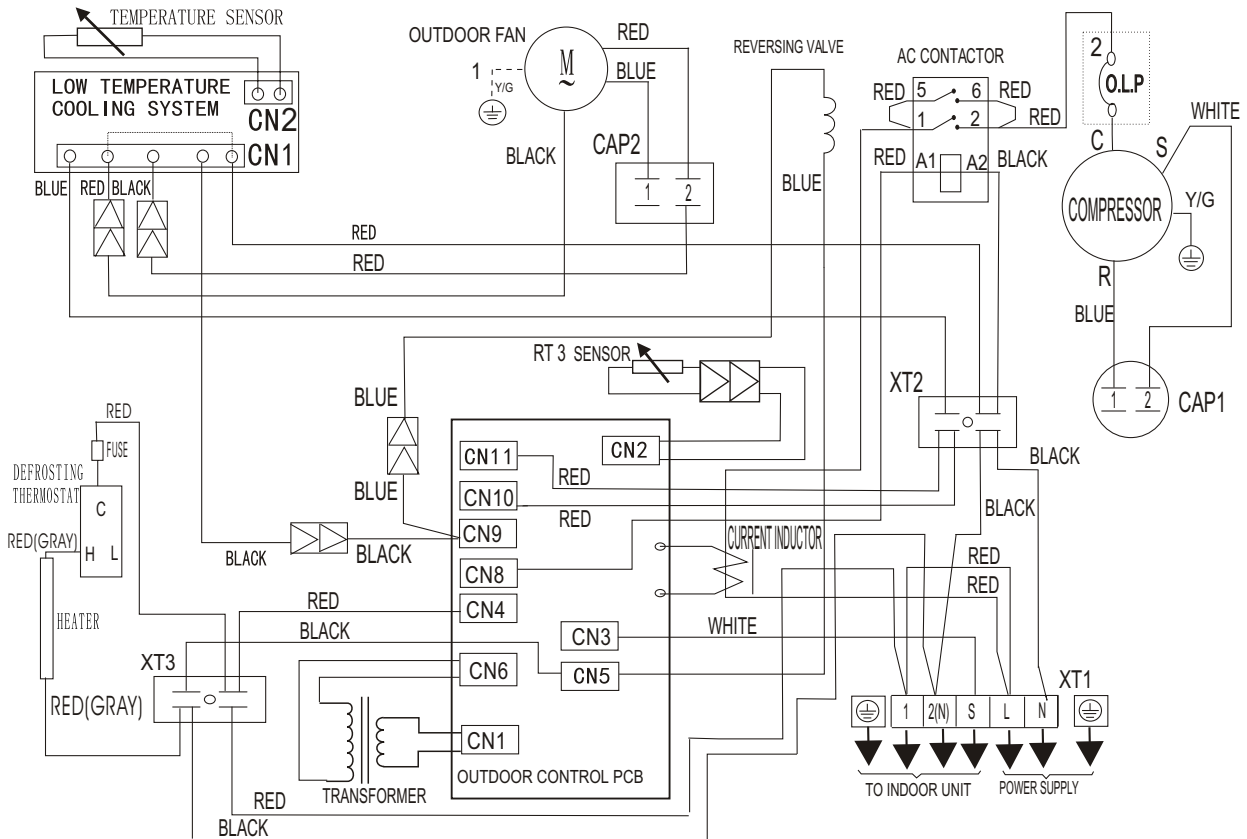 TEMPERATURE SENSOR
LOW TEMPERATURE
COOLING SYSTEM
CN2
CN1
BLUE
RED
BLACK
OUTDOOR FAN
1
Y/G
M
~
RED
BLUE
BLACK
CAP2
1
2
RED
RED
REVERSING VALVE
BLUE
AC CONTACTOR
RED
5
6
RED
1
2
RED
RED
A1
A2
BLACK
2
O.L.P
C
S
WHITE
COMPRESSOR
Y/G
R
BLUE
1
2
CAP1
RT 3 SENSOR
XT2
BLACK
BLACK
BLUE
BLUE
RED
FUSE
DEFROSTING
THERMOSTAT
C
H L
RED(GRAY)
HEATER
XT3
RED(GRAY)
BLACK
BLACK
RED
BLACK
CN11
CN10
CN9
CN8
CN4
CN6
CN1
CN2
CN3
CN5
RED
RED
OUTDOOR CONTROL PCB
TRANSFORMER
RED
BLACK
CURRENT INDUCTOR
WHITE
RED
RED
XT1
1
2(N)
S
L
N
TO INDOOR UNIT
POWER SUPPLY